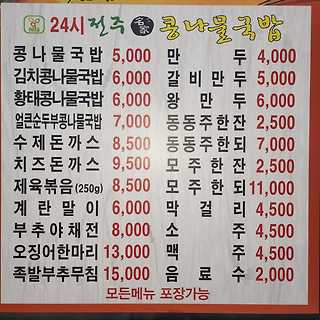 24시 전주 名家 콩나물국밥
콩나물국밥 5,000
김치콩나물국밥 6,000
황태콩나물국밥 6,000
얼큰순두부콩나물국밥 7,000
수제돈까스 8,500
치즈돈까스 9,500
제육볶음(250g) 8,500
계란말이 6,000
부추야채전 8,000
오징어한마리 13,000
족발부추무침 15,000
만두 4,000
갈비만두 5,000
왕만두 6,000
동동주한잔 2,500
동동주한되 7,000
모주한잔 2,500
모주한되 11,000
막걸리 4,500
소주 4,500
맥주 4,500
음료수 2,000
모든메뉴 포장가능